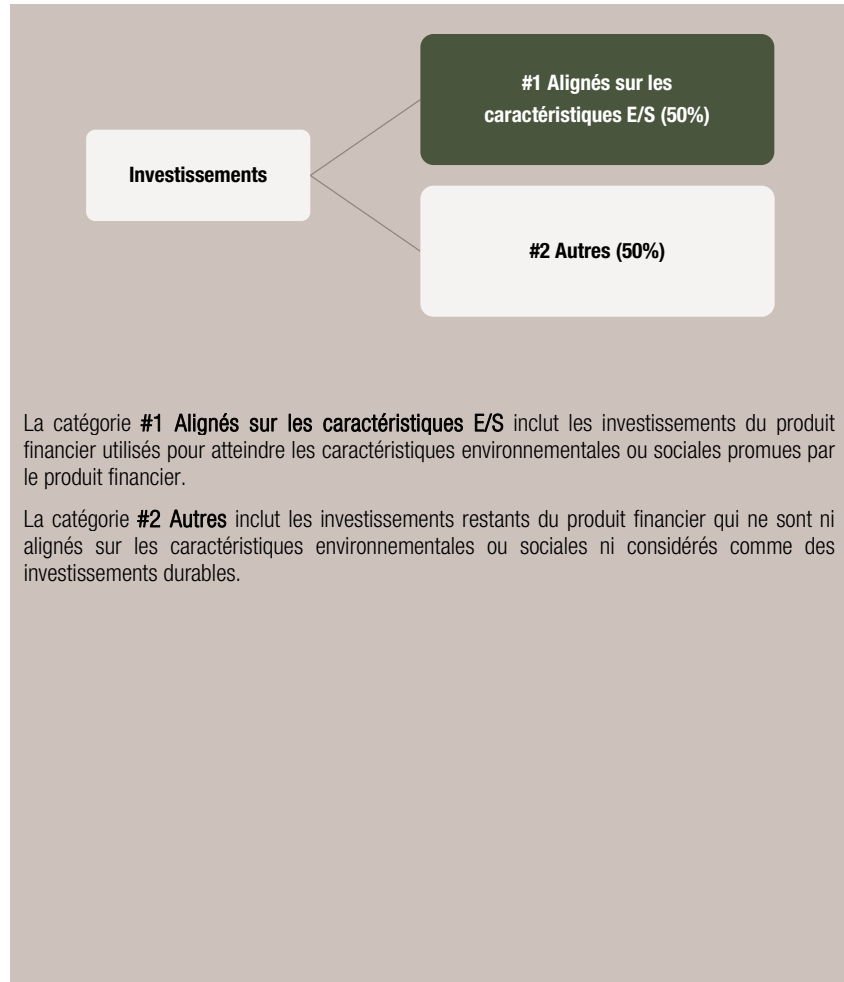 #1 Alignés sur les
caractéristiques E/S (50%)
Investissements
#2 Autres (50%)
La catégorie #1 Alignés sur les caractéristiques E/S inclut les investissements du produit
financier utilisés pour atteindre les caractéristiques environnementales ou sociales promues par
le produit financier.
La catégorie #2 Autres inclut les investissements restants du produit financier qui ne sont ni
alignés sur les caractéristiques environnementales ou sociales ni considérés comme des
investissements durables.